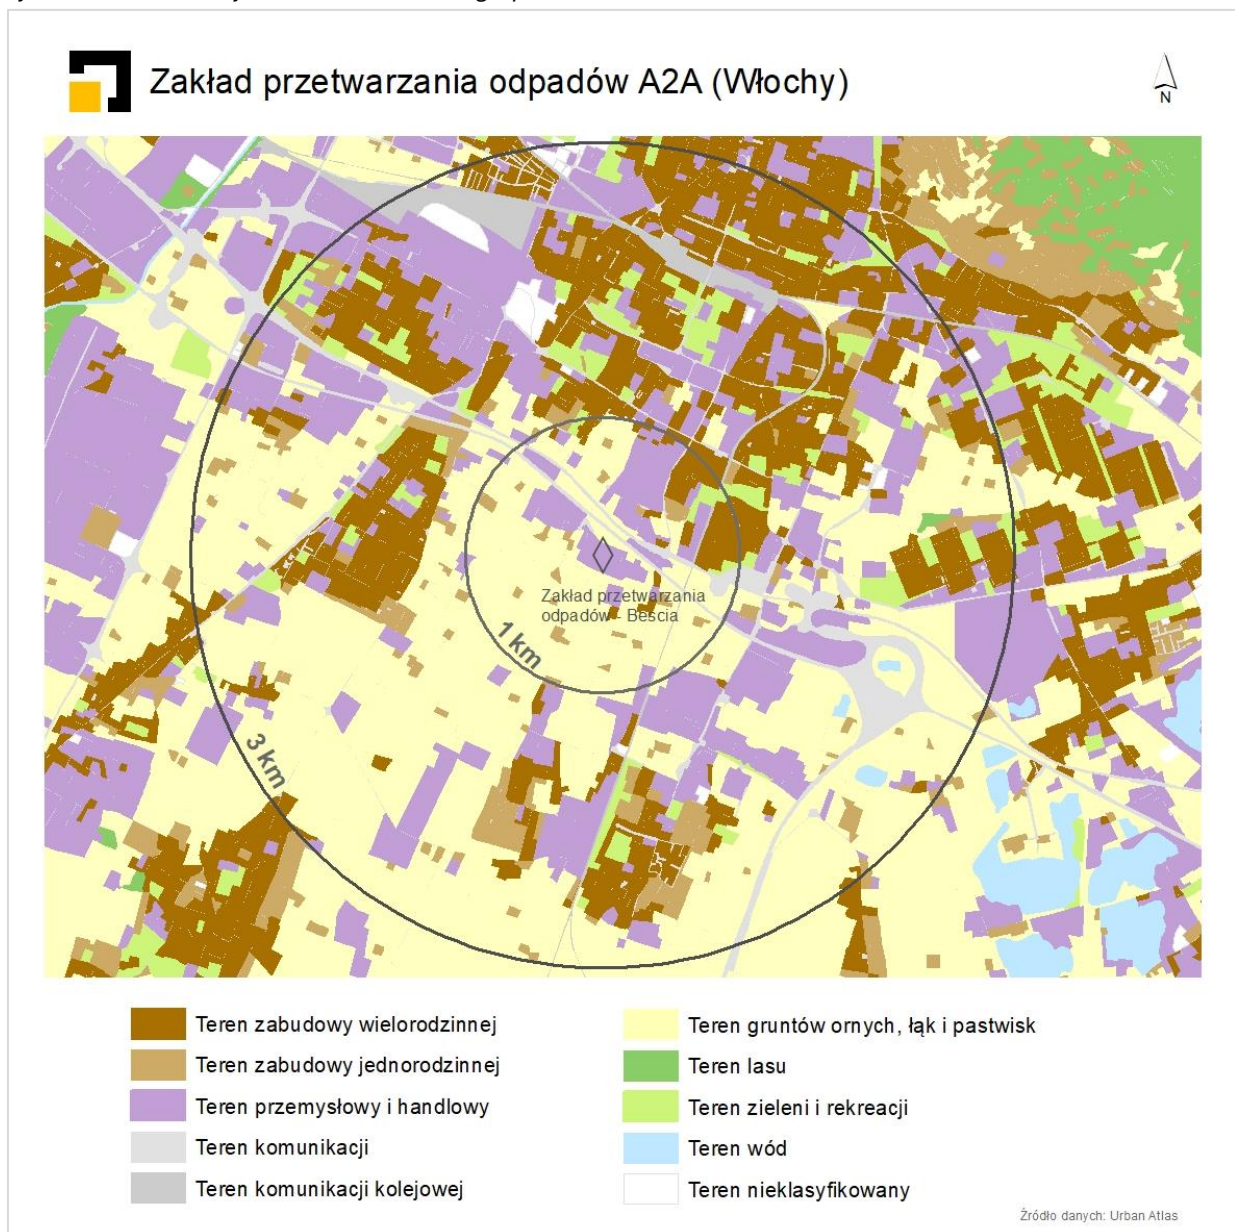 Zakład przetwarzania odpadów A2A (Włochy)
N
Zakład przetwarzania
odpadów - Bescia
1 km
3 km
Teren zabudowy wielorodzinnej
Teren zabudowy jednorodzinnej
Teren przemysłowy i handlowy
Teren komunikacji
Teren komunikacji kolejowej
Teren gruntów ornych, łąk i pastwisk
Teren lasu
Teren zieleni i rekreacji
Teren wód
Teren nieklasyfikowany
Źródło danych: Urban Atlas